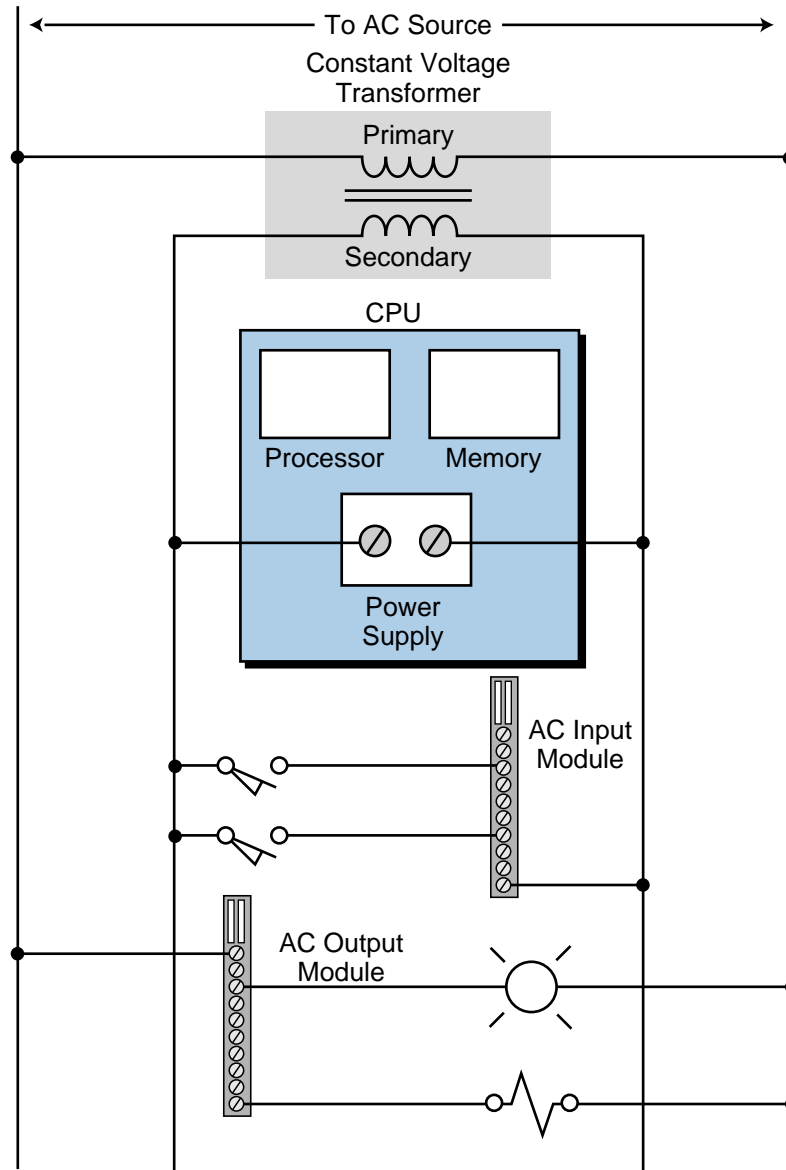 To AC Source
Constant Voltage
Transformer
Primary
Secondary
CPU
Processor
Memory
Power
Supply
AC Input
Module
AC Output
Module